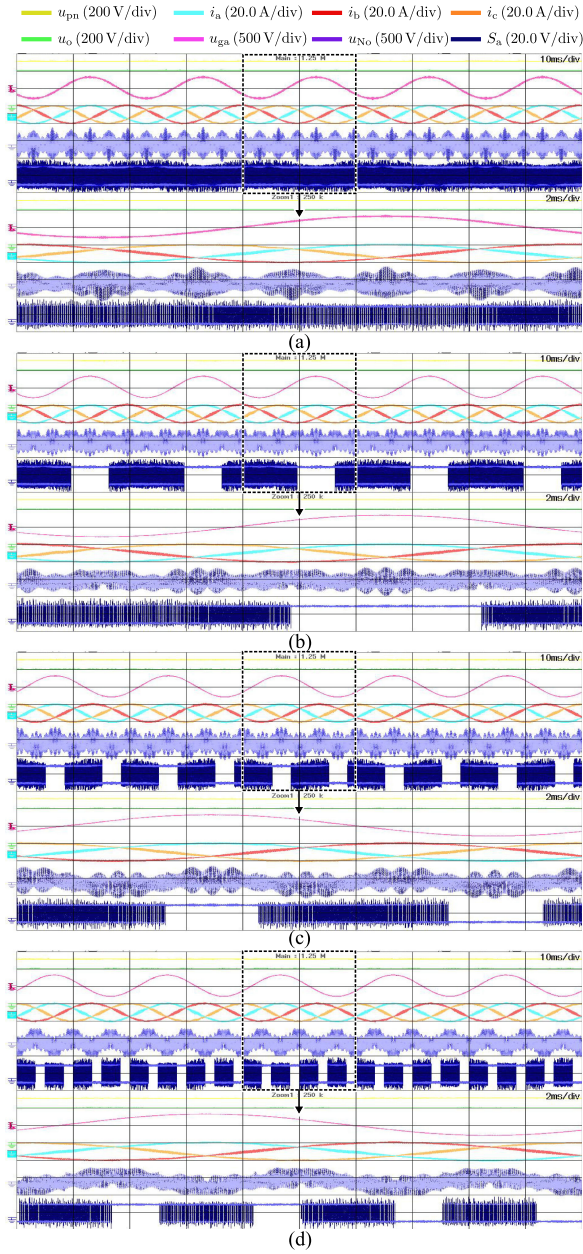 u_pn (200 V/div) i_a (20.0 A/div) i_b (20.0 A/div) i_c (20.0 A/div)
u_o (200 V/div) u_ga (500 V/div) u_No (500 V/div) S_a (20.0 V/div)
Main : 1.25 M 10ms/div
Zoom1 : 250 k 2ms/div
(a)
Main : 1.25 M 10ms/div
Zoom1 : 250 k 2ms/div
(b)
Main : 1.25 M 10ms/div
Zoom1 : 250 k 2ms/div
(c)
Main : 1.25 M 10ms/div
Zoom1 : 250 k 2ms/div
(d)